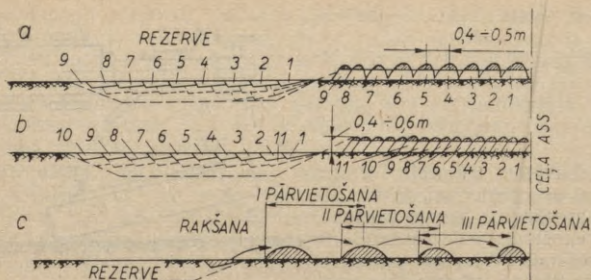 a
REZERVE
0,4÷0,5m
9 8 7 6 5 4 3 2 1
9 8 7 6 5 4 3 2 1
b
0,4÷0,6m
10 9 8 7 6 5 4 3 2 11 1
11 10 9 8 7 6 5 4 3 2 1
CEĻA ASS
c
I PĀRVIETOŠANA
II PĀRVIETOŠANA
RAKŠANA
III PĀRVIETOŠANA
REZERVE